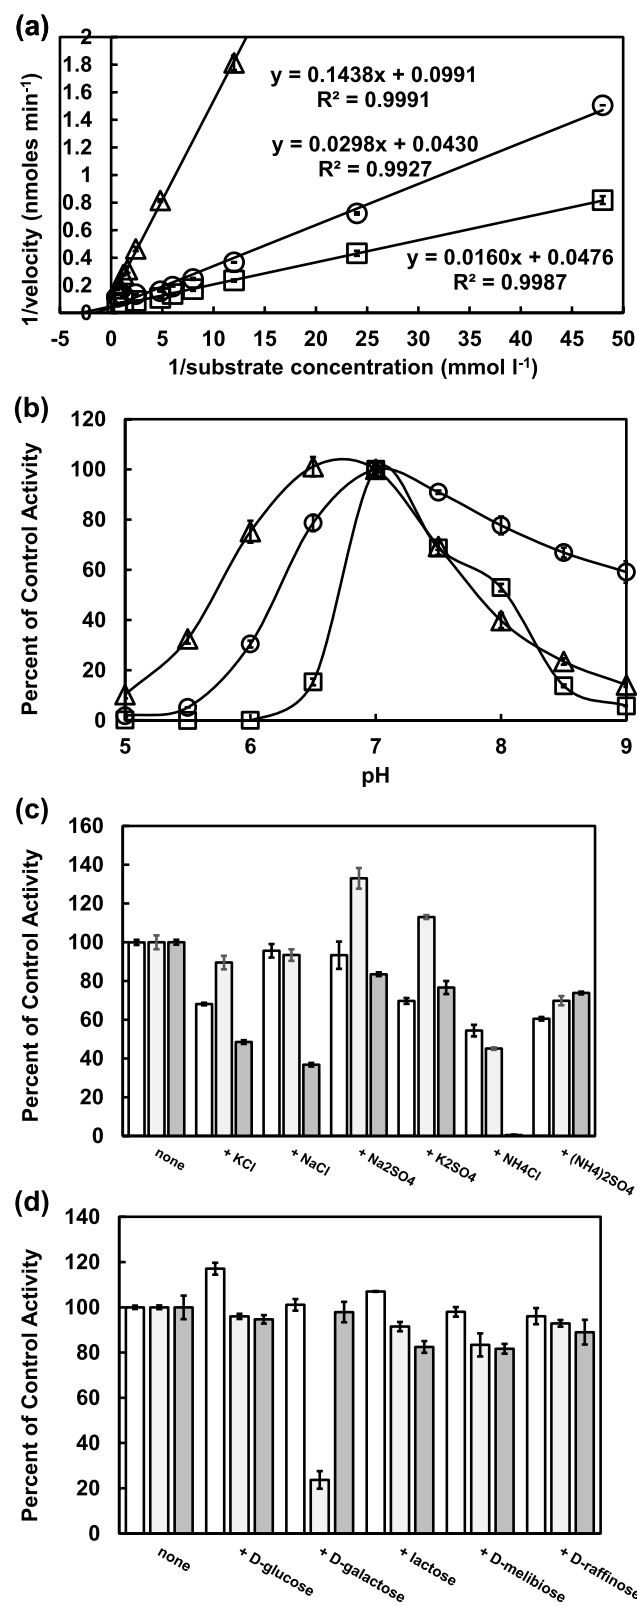 (a)
2
1.8
1.6
1.4
1.2
1
0.8
0.6
0.4
0.2
0
1/velocity (nmoles min-1)
y = 0.1438x + 0.0991
R² = 0.9991
y = 0.0298x + 0.0430
R² = 0.9927
y = 0.0160x + 0.0476
R² = 0.9987
-5 0 5 10 15 20 25 30 35 40 45 50
1/substrate concentration (mmol l-1)
(b)
120
100
80
60
40
20
0
Percent of Control Activity
5 6 7 8 9
pH
(c)
160
140
120
100
80
60
40
20
0
Percent of Control Activity
none + KCl + NaCl + Na2SO4 + K2SO4 + NH4Cl + (NH4)2SO4
(d)
140
120
100
80
60
40
20
0
Percent of Control Activity
none + D-glucose + D-galactose + lactose + D-melibiose + D-raffinose